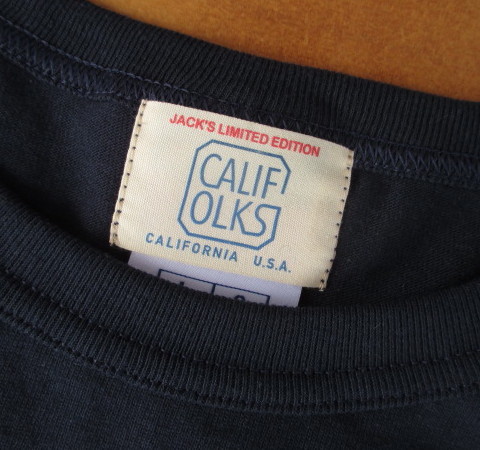 JACK'S LIMITED EDITION
CALIF
OLKS
CALIFORNIA U.S.A.